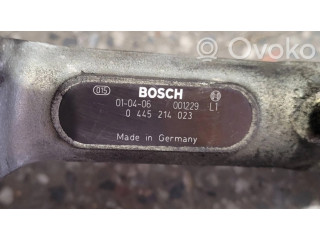 Ovoko
015 BOSCH
01-04-06 001229 L1
0 445 214 023
Made in Germany